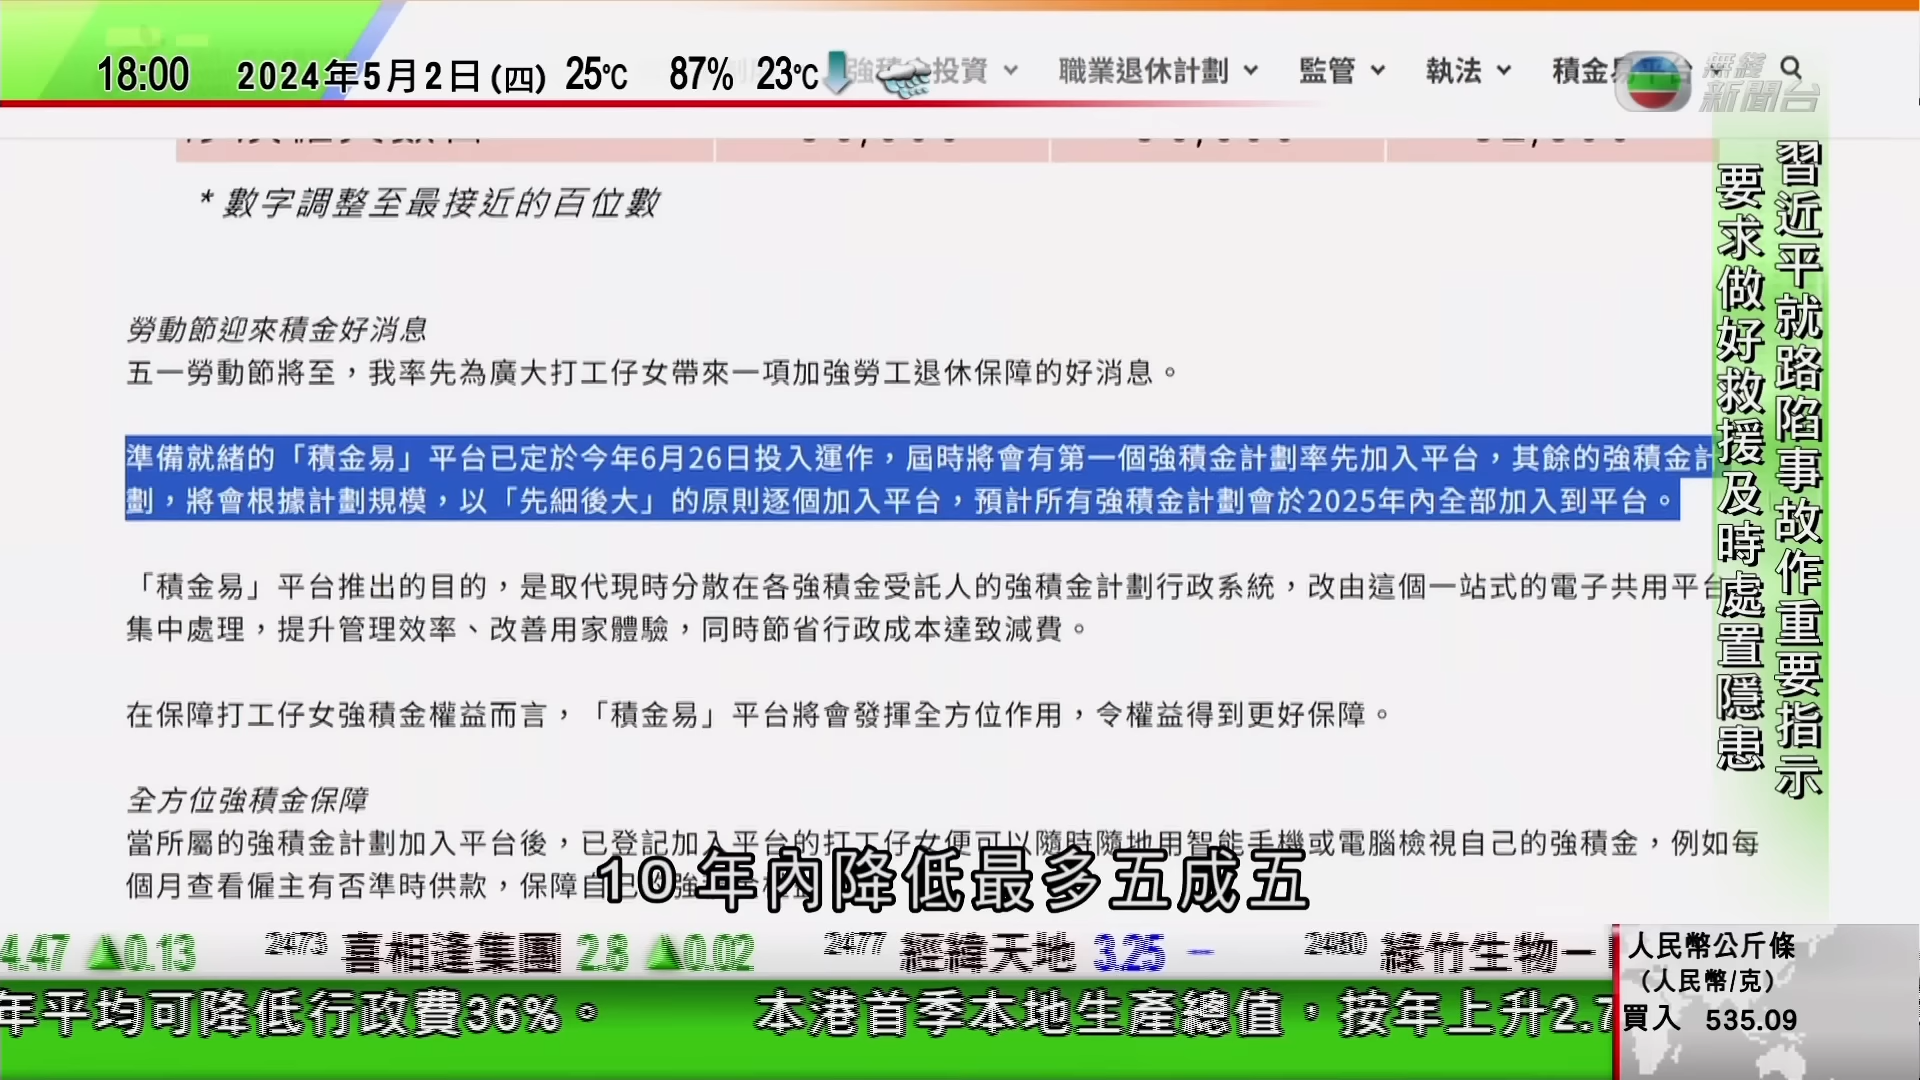 18:00 2024年5月2日(四) 25℃ 87% 23℃
強積金投資 職業退休計劃 監管 執法 積金易平台
無綫新聞台
*數字調整至最接近的百位數
勞動節迎來積金好消息
五一勞動節將至，我率先為廣大打工仔女帶來一項加強勞工退休保障的好消息。
準備就緒的「積金易」平台已定於今年6月26日投入運作，屆時將會有第一個強積金計劃率先加入平台，其餘的強積金計
劃，將會根據計劃規模，以「先細後大」的原則逐個加入平台，預計所有強積金計劃會於2025年內全部加入到平台。
「積金易」平台推出的目的，是取代現時分散在各強積金受託人的強積金計劃行政系統，改由這個一站式的電子共用平台
集中處理，提升管理效率、改善用家體驗，同時節省行政成本達致減費。
在保障打工仔女強積金權益而言，「積金易」平台將會發揮全方位作用，令權益得到更好保障。
全方位強積金保障
當所屬的強積金計劃加入平台後，已登記加入平台的打工仔女便可以隨時隨地用智能手機或電腦檢視自己的強積金，例如每
個月查看僱主有否準時供款，保障自己
習近平就路陷事故作重要指示
要求做好救援及時處置隱患
10 年內降低最多五成五
4.47 ▲0.13 2473 喜相逢集團 2.8 ▲0.02 2477 經緯天地 3.25 – 2480 綠竹生物－
年平均可降低行政費36%。 本港首季本地生產總值，按年上升2.7
人民幣公斤條
(人民幣/克)
買入 535.09